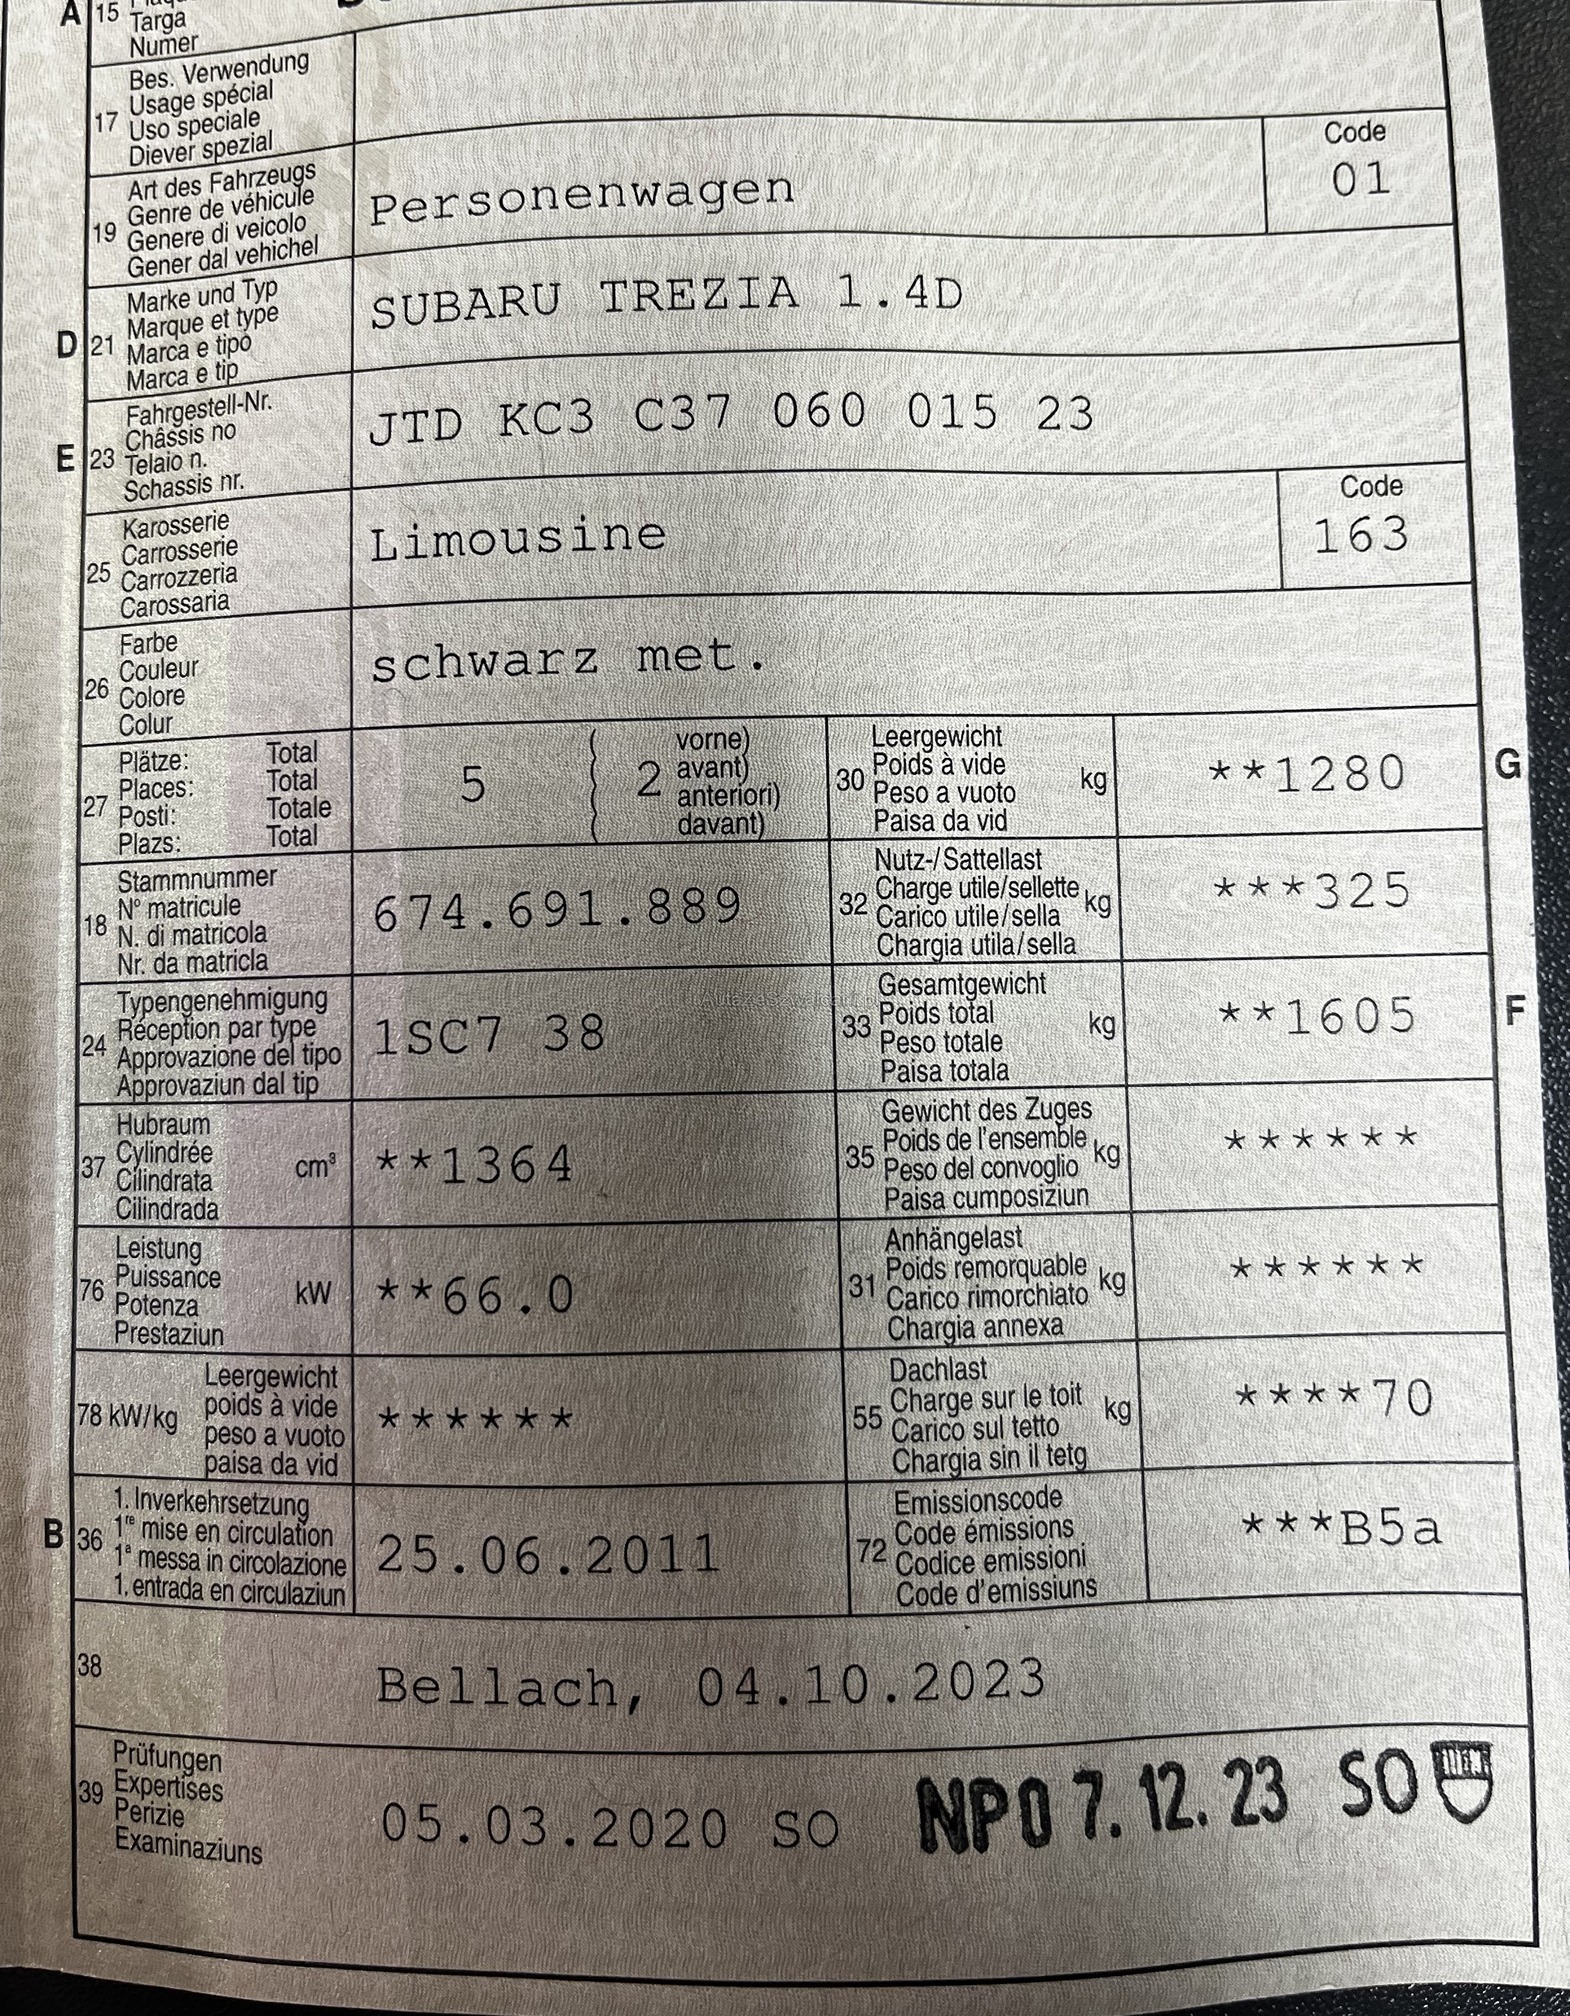 A 15
Targa
Numer
17 Bes. Verwendung
Usage spécial
Uso speciale
Diever spezial
19 Art des Fahrzeugs
Genre de véhicule
Genere di veicolo
Gener dal vehichel
Personenwagen
Code
01
D 21 Marke und Typ
Marque et type
Marca e tipo
Marca e tip
SUBARU TREZIA 1.4D
E 23 Fahrgestell-Nr.
Châssis no
Telaio n.
Schassis nr.
JTD KC3 C37 060 015 23
25 Karosserie
Carrosserie
Carrozzeria
Carossaria
Limousine
Code
163
26 Farbe
Couleur
Colore
Colur
schwarz met.
27 Plätze: Total
Places: Total
Posti: Totale
Plazs: Total
5
2 vorne)
avant)
anteriori)
davant)
30 Leergewicht
Poids à vide kg
Peso a vuoto
Paisa da vid
**1280
G
18 Stammnummer
N° matricule
N. di matricola
Nr. da matricla
674.691.889
32 Nutz-/Sattellast
Charge utile/sellette kg
Carico utile/sella
Chargia utila/sella
***325
24 Typengenehmigung
Réception par type
Approvazione del tipo
Approvaziun dal tip
1SC7 38
33 Gesamtgewicht
Poids total kg
Peso totale
Paisa totala
**1605
F
37 Hubraum
Cylindrée cm³
Cilindrata
Cilindrada
**1364
35 Gewicht des Zuges
Poids de l'ensemble kg
Peso del convoglio
Paisa cumposiziun
******
76 Leistung
Puissance kW
Potenza
Prestaziun
**66.0
31 Anhängelast
Poids remorquable kg
Carico rimorchiato
Chargia annexa
******
78 kW/kg Leergewicht
poids à vide
peso a vuoto
paisa da vid
******
55 Dachlast
Charge sur le toit kg
Carico sul tetto
Chargia sin il tetg
****70
B 36 1. Inverkehrsetzung
1re mise en circulation
1a messa in circolazione
1. entrada en circulaziun
25.06.2011
72 Emissionscode
Code émissions
Codice emissioni
Code d'emissiuns
***B5a
38
Bellach, 04.10.2023
39 Prüfungen
Expertises
Perizie
Examinaziuns
05.03.2020 SO NP0 7. 12. 23 SO